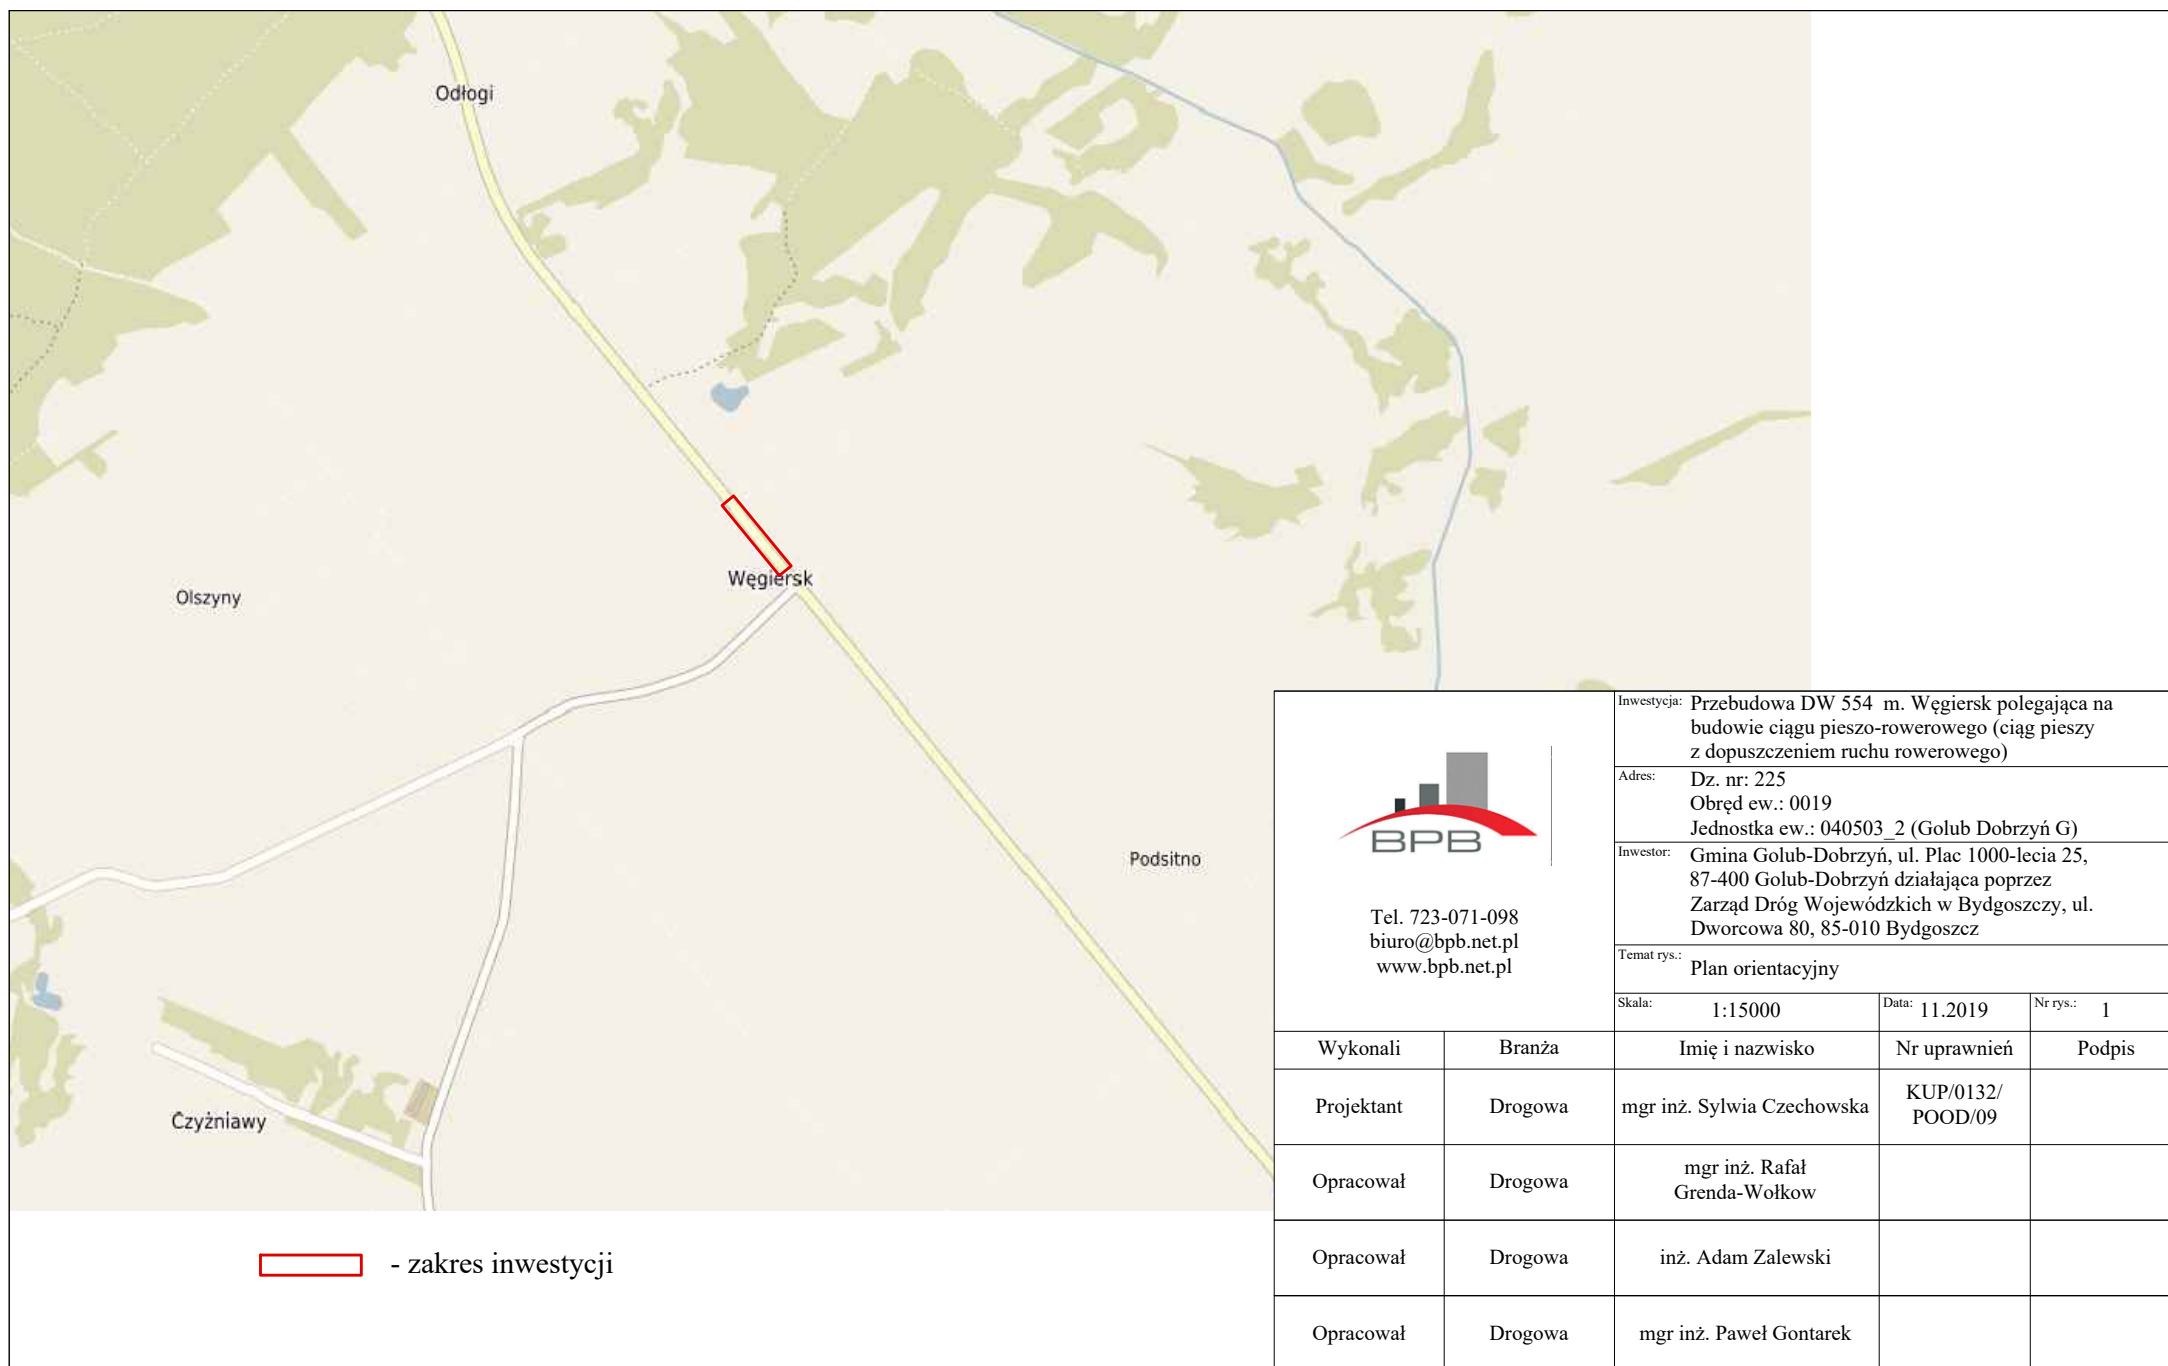 Odłogi
Węgiersk
Olszyny
Podsitno
Czyżniawy
- zakres inwestycji
BPB
Tel. 723-071-098
biuro@bpb.net.pl
www.bpb.net.pl
Inwestycja: Przebudowa DW 554 m. Węgiersk polegająca na
budowie ciągu pieszo-rowerowego (ciąg pieszy
z dopuszczeniem ruchu rowerowego)
Adres: Dz. nr: 225
Obręd ew.: 0019
Jednostka ew.: 040503_2 (Golub Dobrzyń G)
Inwestor: Gmina Golub-Dobrzyń, ul. Plac 1000-lecia 25,
87-400 Golub-Dobrzyń działająca poprzez
Zarząd Dróg Wojewódzkich w Bydgoszczy, ul.
Dworcowa 80, 85-010 Bydgoszcz
Temat rys.: Plan orientacyjny
Skala: 1:15000 Data: 11.2019 Nr rys.: 1
Wykonali Branża Imię i nazwisko Nr uprawnień Podpis
Projektant Drogowa mgr inż. Sylwia Czechowska KUP/0132/
POOD/09
Opracował Drogowa mgr inż. Rafał
Grenda-Wołkow
Opracował Drogowa inż. Adam Zalewski
Opracował Drogowa mgr inż. Paweł Gontarek